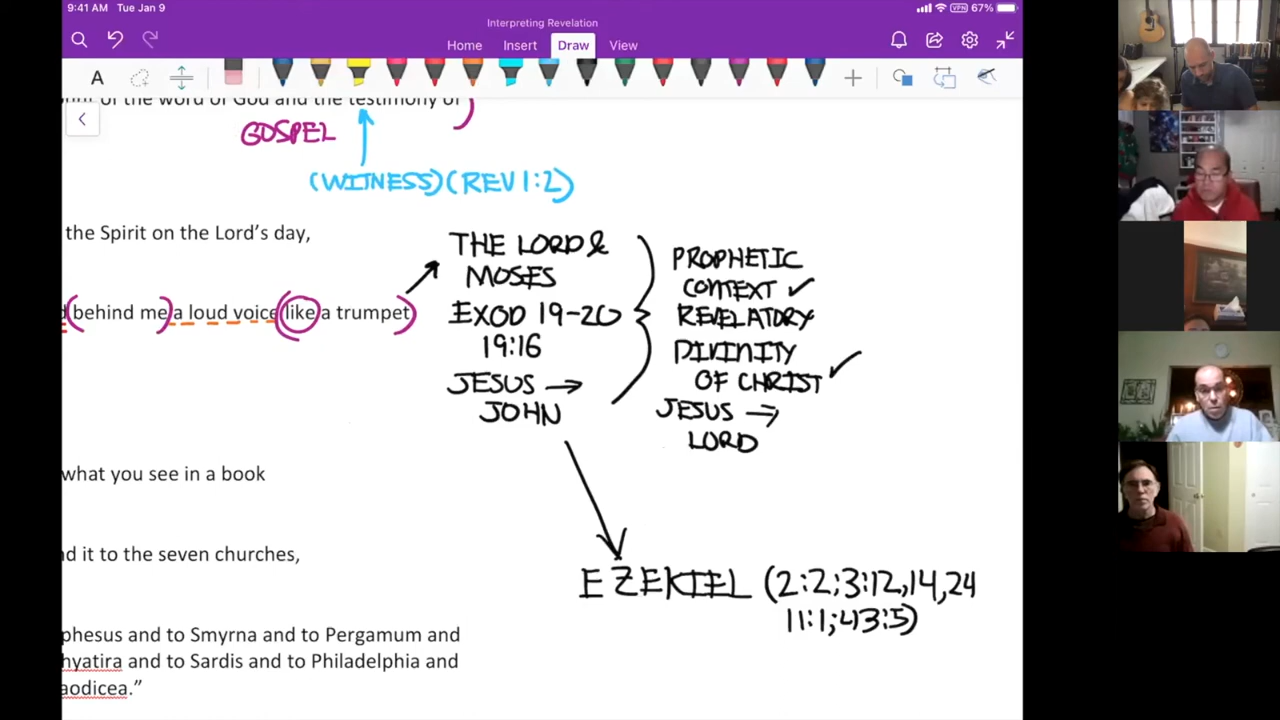 9:41 AM Tue Jan 9
VPN 67%
Interpreting Revelation
Home Insert Draw View
A
of the word of God and the testimony of
GOSPEL
(WITNESS)(REV 1:2)
the Spirit on the Lord's day,
behind me a loud voice like a trumpet
THE LORD &
MOSES
EXOD 19-20
19:16
JESUS →
JOHN
PROPHETIC
CONTEXT ✓
REVELATORY
DIVINITY
OF CHRIST ✓
JESUS →
LORD
what you see in a book
it to the seven churches,
EZEKIEL (2:2;3:12,14,24
11:1;43:5)
phesus and to Smyrna and to Pergamum and
hyatira and to Sardis and to Philadelphia and
aodicea."